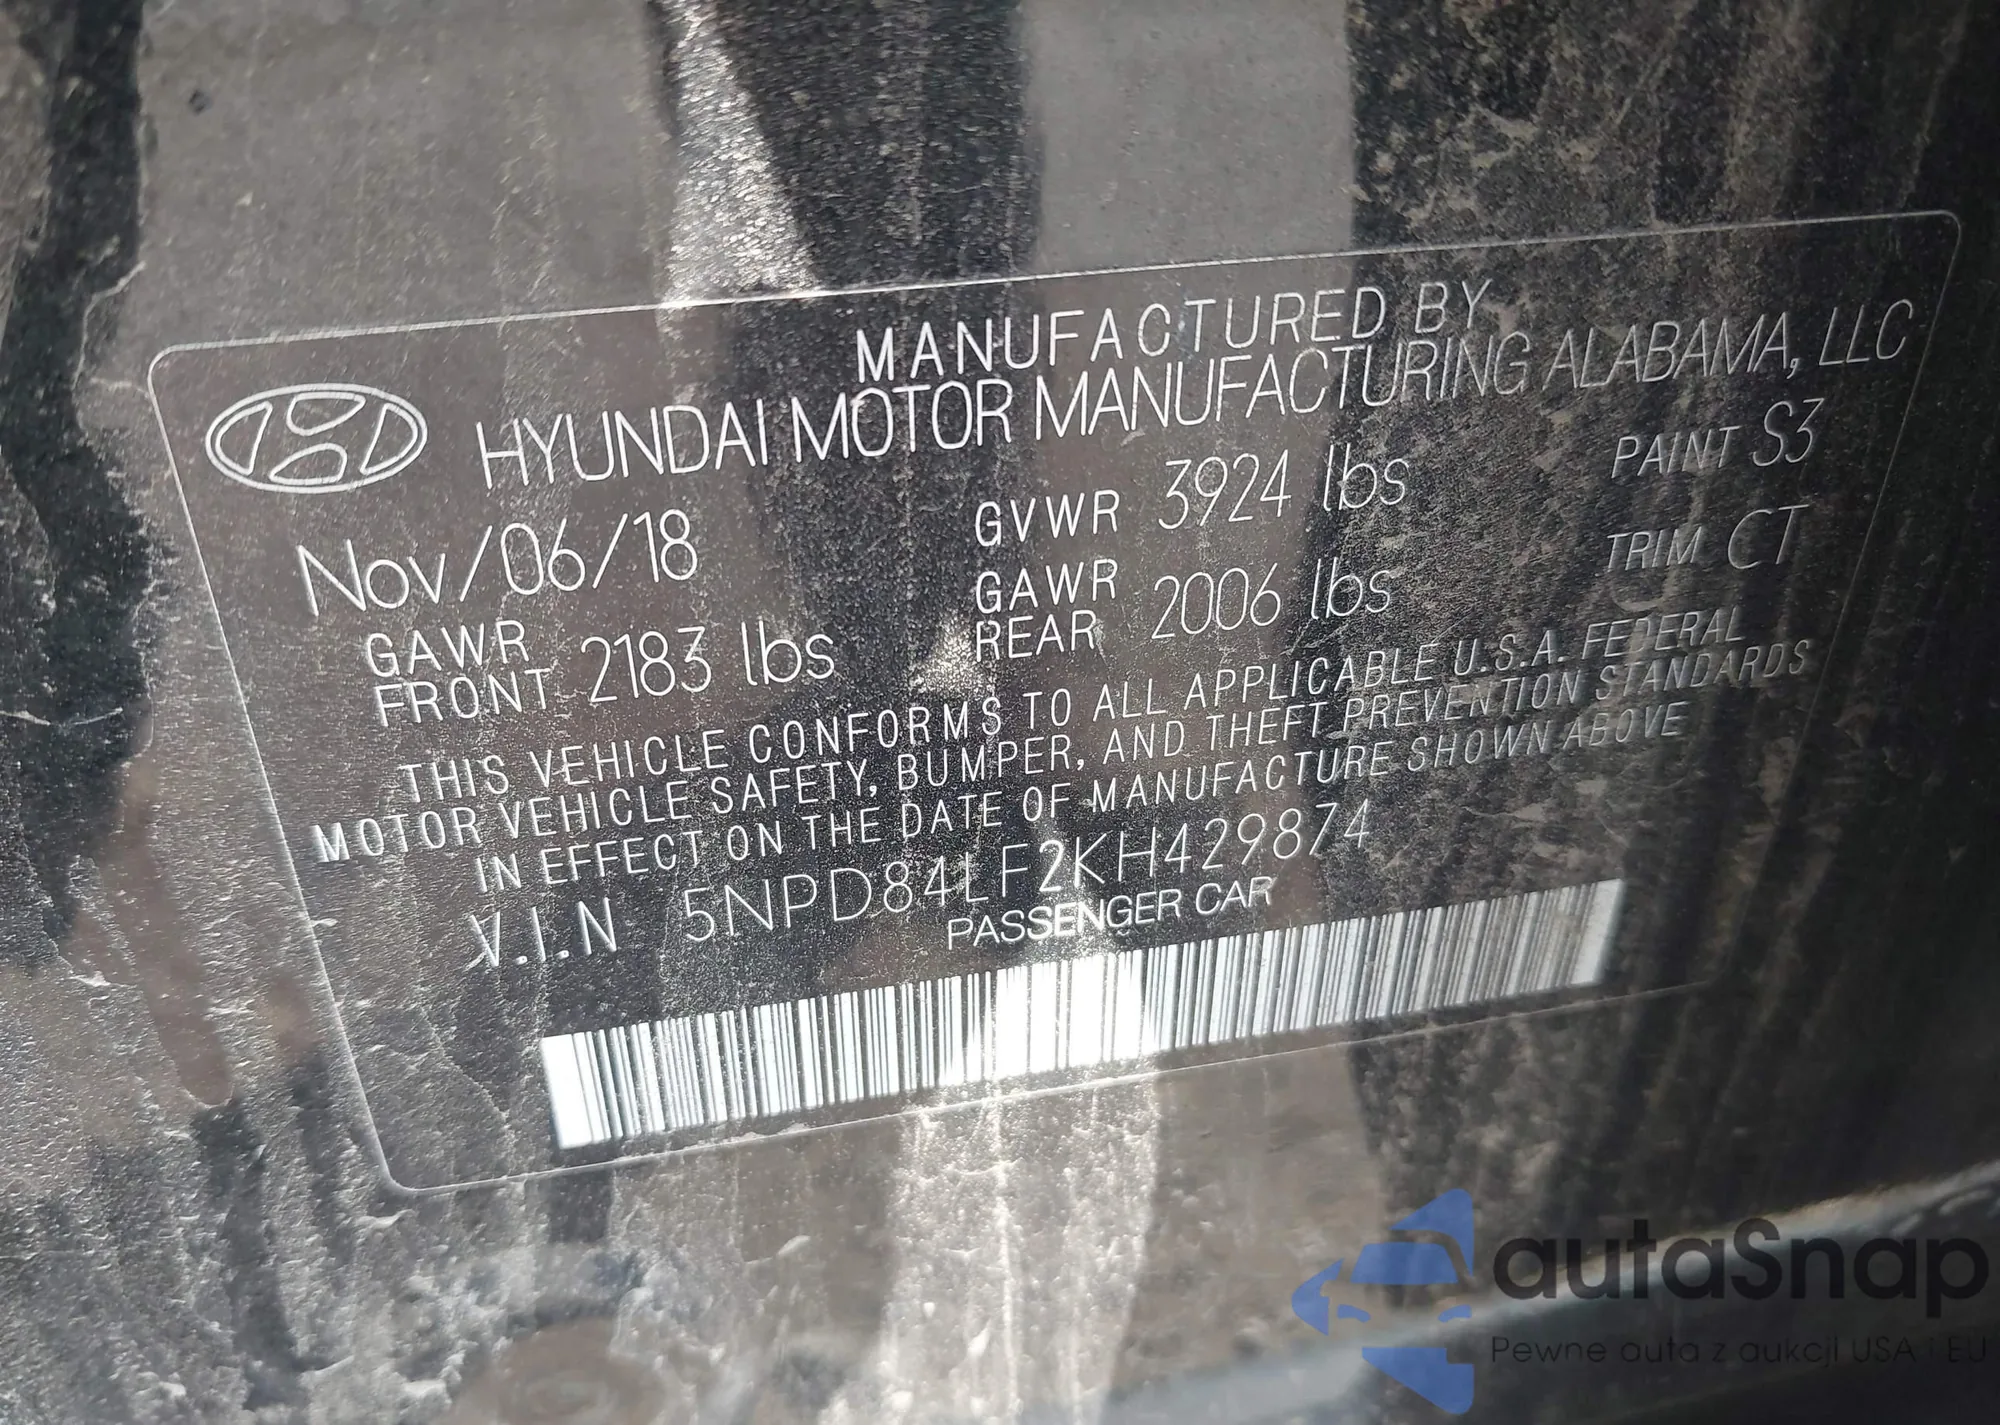 MANUFACTURED BY
HYUNDAI MOTOR MANUFACTURING ALABAMA, LLC
Nov/06/18 GVWR 3924 lbs PAINT S3
GAWR FRONT 2183 lbs GAWR REAR 2006 lbs TRIM CT
THIS VEHICLE CONFORMS TO ALL APPLICABLE U.S.A. FEDERAL
MOTOR VEHICLE SAFETY, BUMPER, AND THEFT PREVENTION STANDARDS
IN EFFECT ON THE DATE OF MANUFACTURE SHOWN ABOVE
V.I.N 5NPD84LF2KH429874
PASSENGER CAR
autaSnap
Pewne auta z aukcji USA i EU